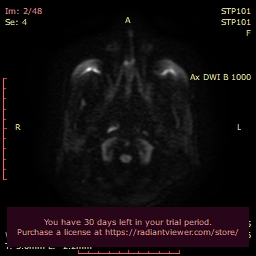 Im: 2/48
Se: 4
A
STP101
STP101
F
Ax DWI B 1000
R
L
You have 30 days left in your trial period.
Purchase a license at https://radiantviewer.com/store/